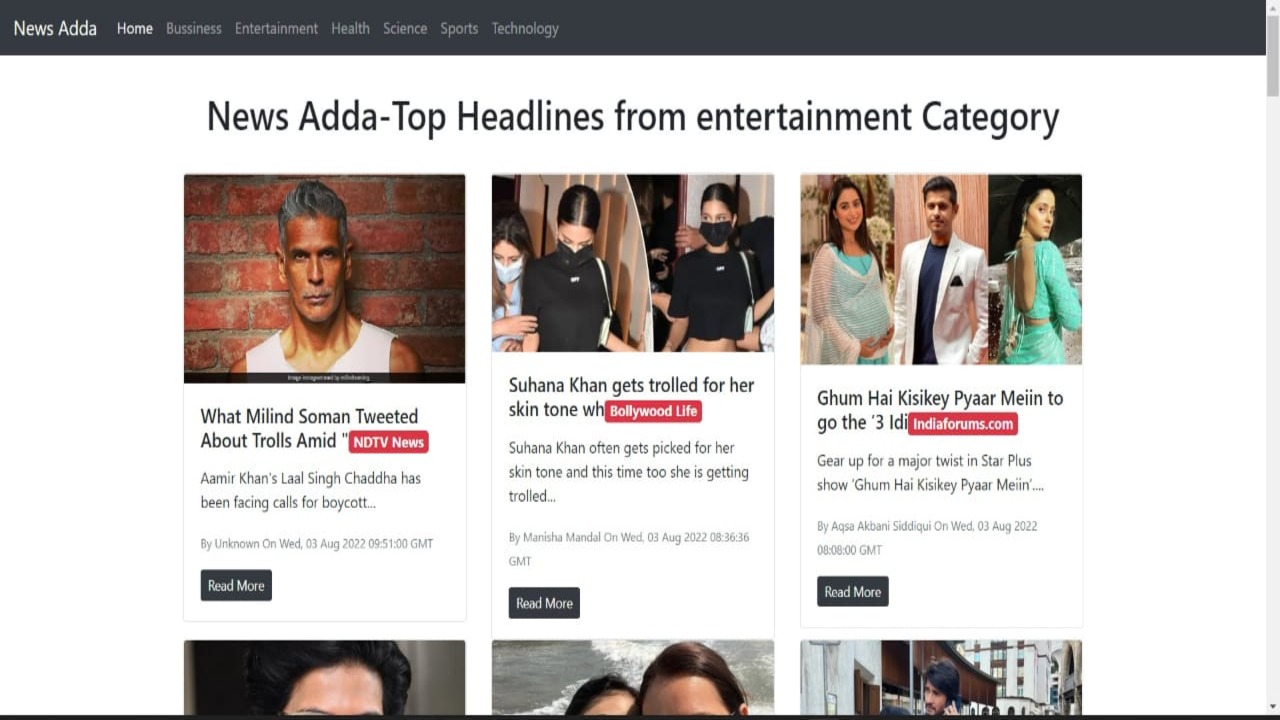 News Adda Home Bussiness Entertainment Health Science Sports Technology
News Adda-Top Headlines from entertainment Category
What Milind Soman Tweeted
About Trolls Amid " NDTV News
Aamir Khan's Laal Singh Chaddha has
been facing calls for boycott...
By Unknown On Wed, 03 Aug 2022 09:51:00 GMT
Read More
OFF
OFF
Suhana Khan gets trolled for her
skin tone wh Bollywood Life
Suhana Khan often gets picked for her
skin tone and this time too she is getting
trolled...
By Manisha Mandal On Wed, 03 Aug 2022 08:36:36
GMT
Read More
Ghum Hai Kisikey Pyaar Meiin to
go the ‘3 Idi Indiaforums.com
Gear up for a major twist in Star Plus
show ‘Ghum Hai Kisikey Pyaar Meiin’....
By Aqsa Akbani Siddiqui On Wed, 03 Aug 2022
08:08:00 GMT
Read More